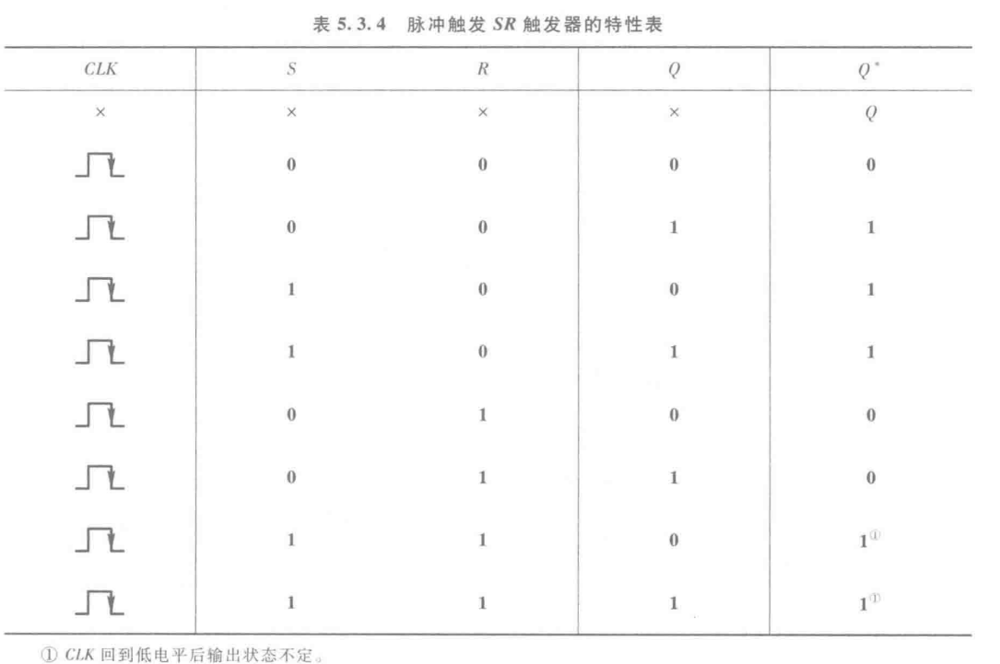 表 5.3.4 脉冲触发 SR 触发器的特性表
CLK S R Q Q*
× × × × Q
0 0 0 0
0 0 1 1
1 0 0 1
1 0 1 1
0 1 0 0
0 1 1 0
1 1 0 1①
1 1 1 1①
① CLK 回到低电平后输出状态不定。